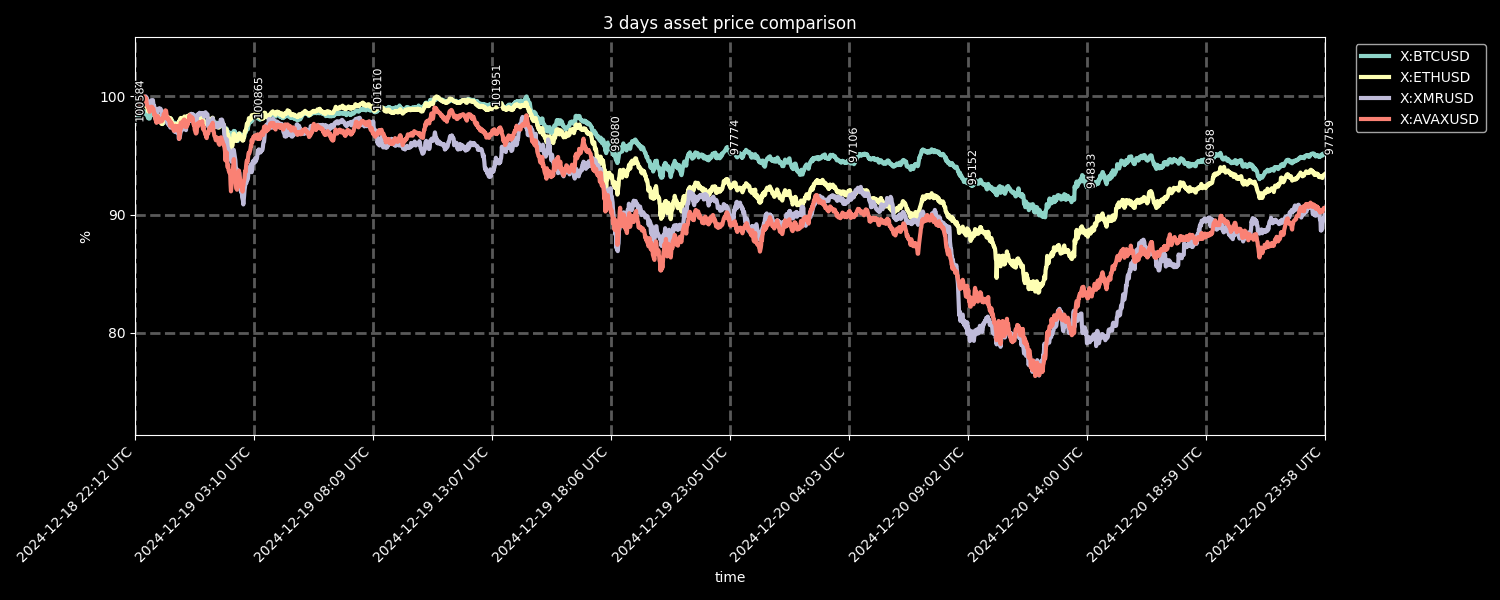 3 days asset price comparison
X:BTCUSD
X:ETHUSD
X:XMRUSD
X:AVAXUSD
100
90
80
%
100584
100865
101610
101951
98080
97774
97106
95152
94833
96958
97759
2024-12-18 22:12 UTC
2024-12-19 03:10 UTC
2024-12-19 08:09 UTC
2024-12-19 13:07 UTC
2024-12-19 18:06 UTC
2024-12-19 23:05 UTC
2024-12-20 04:03 UTC
2024-12-20 09:02 UTC
2024-12-20 14:00 UTC
2024-12-20 18:59 UTC
2024-12-20 23:58 UTC
time